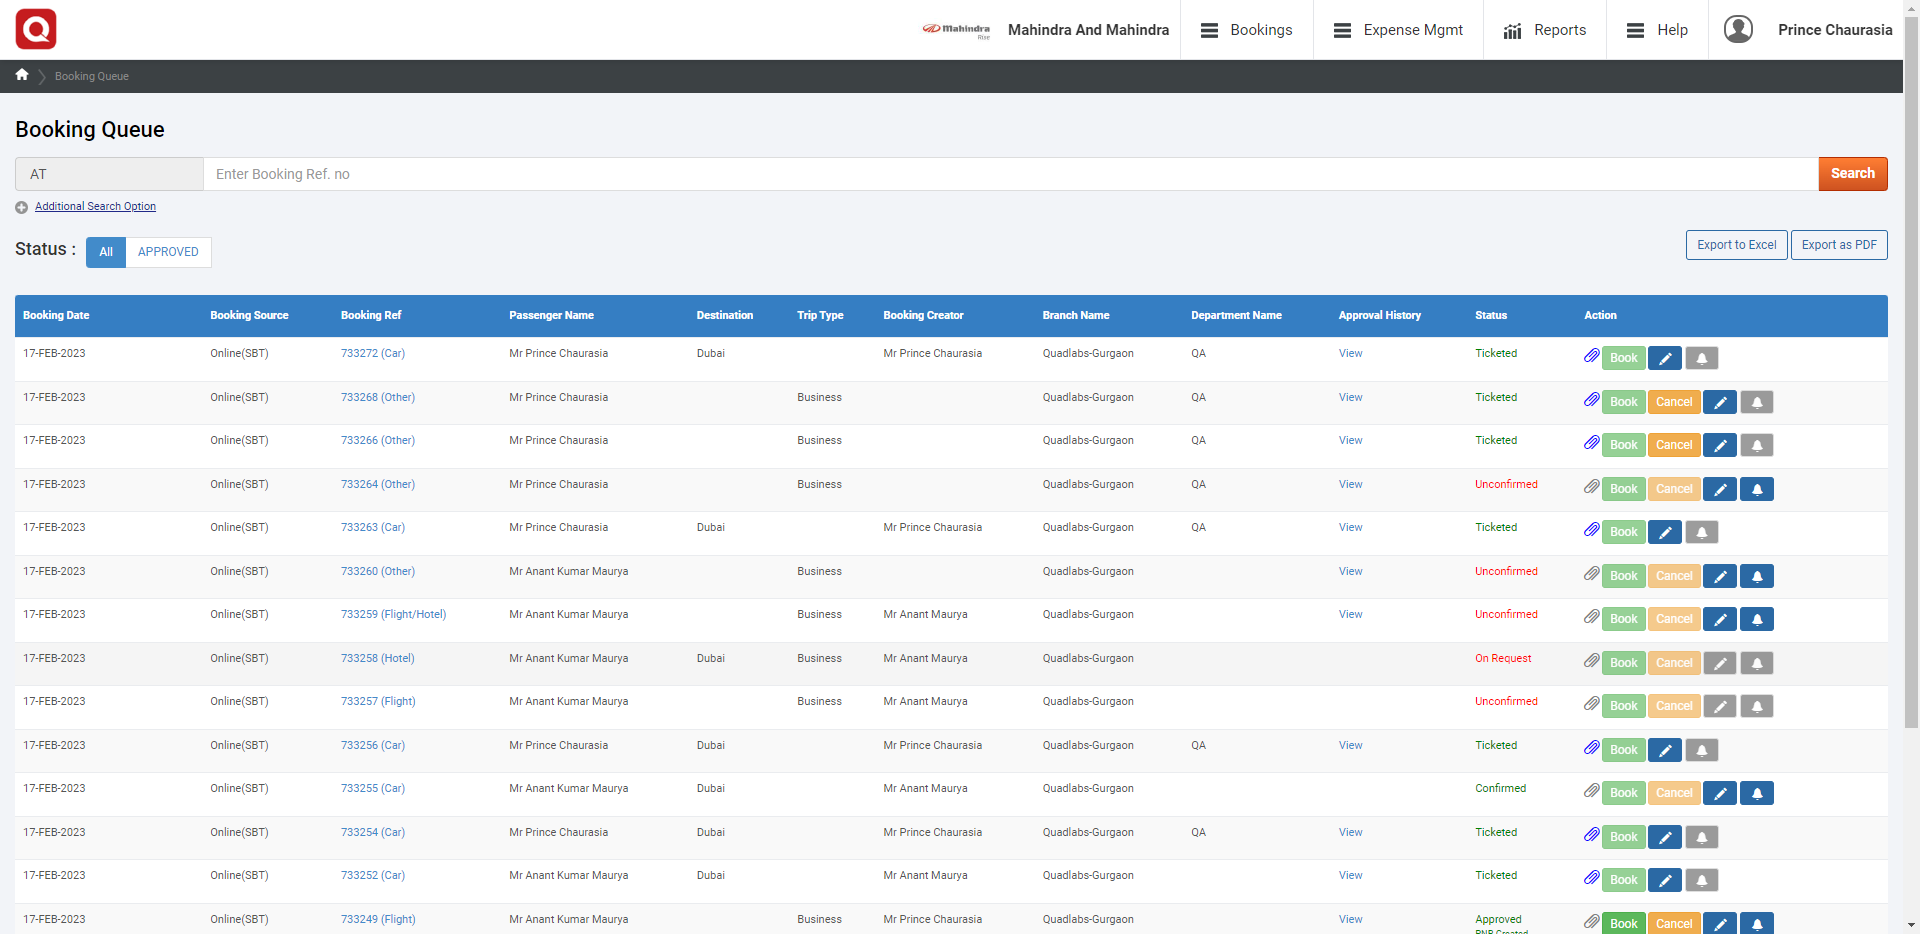 Mahindra Rise Mahindra And Mahindra Bookings Expense Mgmt Reports Help Prince Chaurasia
Booking Queue
Booking Queue
AT Enter Booking Ref. no Search
Additional Search Option
Status : All APPROVED Export to Excel Export as PDF
Booking Date Booking Source Booking Ref Passenger Name Destination Trip Type Booking Creator Branch Name Department Name Approval History Status Action
17-FEB-2023 Online(SBT) 733272 (Car) Mr Prince Chaurasia Dubai Mr Prince Chaurasia Quadlabs-Gurgaon QA View Ticketed Book
17-FEB-2023 Online(SBT) 733268 (Other) Mr Prince Chaurasia Business Quadlabs-Gurgaon QA View Ticketed Book Cancel
17-FEB-2023 Online(SBT) 733266 (Other) Mr Prince Chaurasia Business Quadlabs-Gurgaon QA View Ticketed Book Cancel
17-FEB-2023 Online(SBT) 733264 (Other) Mr Prince Chaurasia Business Quadlabs-Gurgaon QA View Unconfirmed Book Cancel
17-FEB-2023 Online(SBT) 733263 (Car) Mr Prince Chaurasia Dubai Mr Prince Chaurasia Quadlabs-Gurgaon QA View Ticketed Book
17-FEB-2023 Online(SBT) 733260 (Other) Mr Anant Kumar Maurya Business Quadlabs-Gurgaon View Unconfirmed Book Cancel
17-FEB-2023 Online(SBT) 733259 (Flight/Hotel) Mr Anant Kumar Maurya Business Mr Anant Maurya Quadlabs-Gurgaon View Unconfirmed Book Cancel
17-FEB-2023 Online(SBT) 733258 (Hotel) Mr Anant Kumar Maurya Dubai Business Mr Anant Maurya Quadlabs-Gurgaon On Request Book Cancel
17-FEB-2023 Online(SBT) 733257 (Flight) Mr Anant Kumar Maurya Business Mr Anant Maurya Quadlabs-Gurgaon Unconfirmed Book Cancel
17-FEB-2023 Online(SBT) 733256 (Car) Mr Prince Chaurasia Dubai Mr Prince Chaurasia Quadlabs-Gurgaon QA View Ticketed Book
17-FEB-2023 Online(SBT) 733255 (Car) Mr Anant Kumar Maurya Dubai Mr Anant Maurya Quadlabs-Gurgaon Confirmed Book Cancel
17-FEB-2023 Online(SBT) 733254 (Car) Mr Prince Chaurasia Dubai Mr Prince Chaurasia Quadlabs-Gurgaon QA View Ticketed Book
17-FEB-2023 Online(SBT) 733252 (Car) Mr Anant Kumar Maurya Dubai Mr Anant Maurya Quadlabs-Gurgaon View Ticketed Book
17-FEB-2023 Online(SBT) 733249 (Flight) Mr Anant Kumar Maurya Business Mr Prince Chaurasia Quadlabs-Gurgaon View Approved Book Cancel